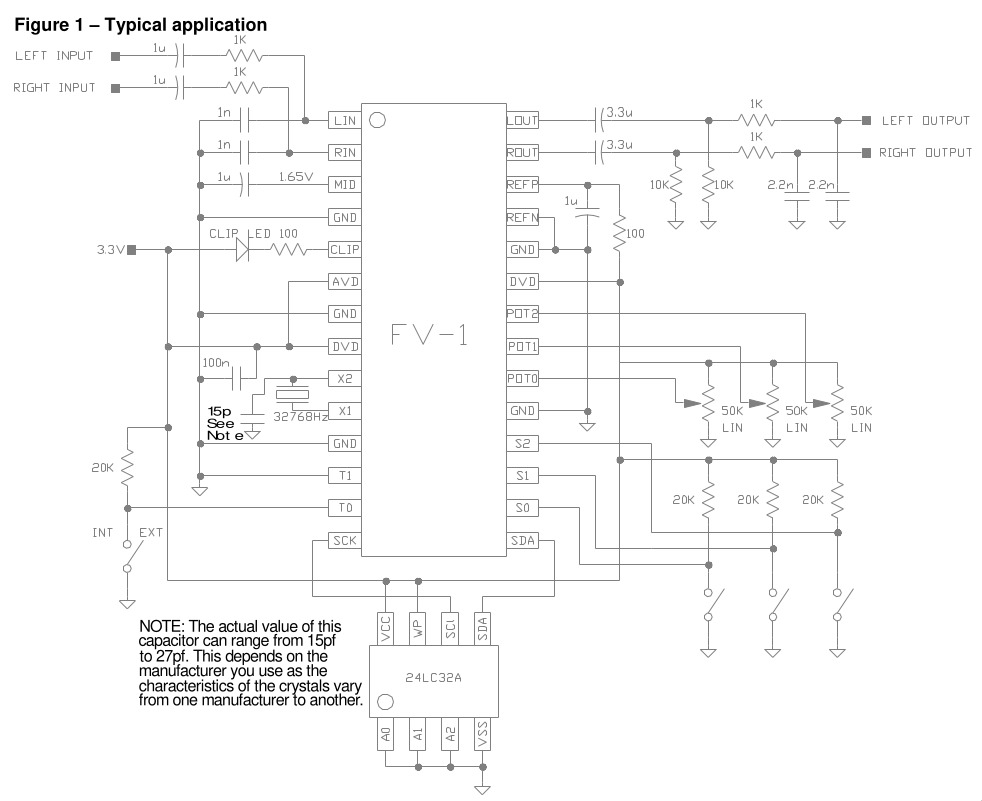 Figure 1 – Typical application
LEFT INPUT
1u
1K
RIGHT INPUT
1u
1K
1n
LIN
1n
RIN
1u
1.65V
MID
GND
3.3V
CLIP LED
100
CLIP
AVD
GND
DVD
100n
X2
15p
See
Note
32768Hz
X1
GND
T1
20K
T0
INT
EXT
SCK
FV-1
LOUT
3.3u
1K
LEFT OUTPUT
ROUT
3.3u
1K
RIGHT OUTPUT
10K
10K
2.2n
2.2n
REFP
1u
REFN
100
GND
DVD
POT2
POT1
POT0
50K
LIN
50K
LIN
50K
LIN
GND
S2
S1
S0
20K
20K
20K
SDA
VCC
WP
SCL
SDA
24LC32A
A0
A1
A2
VSS
NOTE: The actual value of this
capacitor can range from 15pf
to 27pf. This depends on the
manufacturer you use as the
characteristics of the crystals vary
from one manufacturer to another.